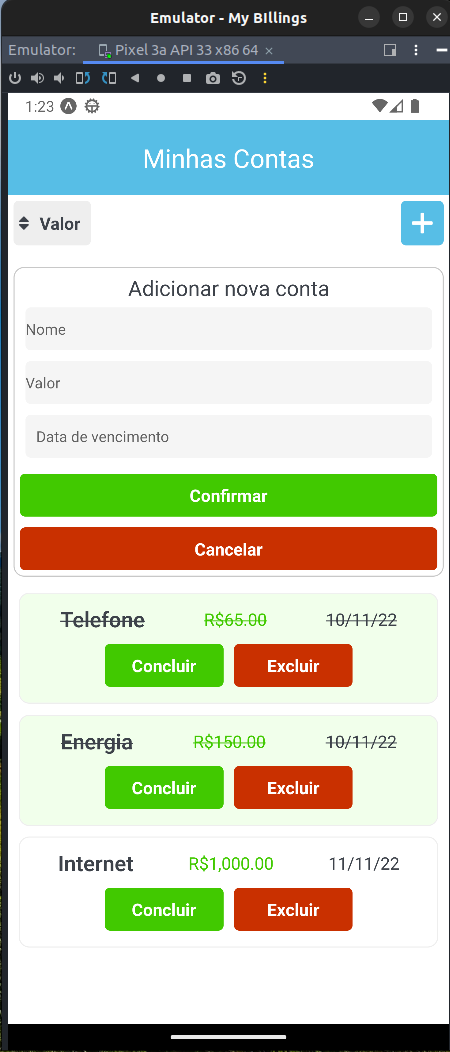 Emulator - My BIllings
Emulator: Pixel 3a API 33 x86 64
1:23
Minhas Contas
Valor
Adicionar nova conta
Nome
Valor
Data de vencimento
Confirmar
Cancelar
Telefone R$65.00 10/11/22
Concluir Excluir
Energia R$150.00 10/11/22
Concluir Excluir
Internet R$1,000.00 11/11/22
Concluir Excluir